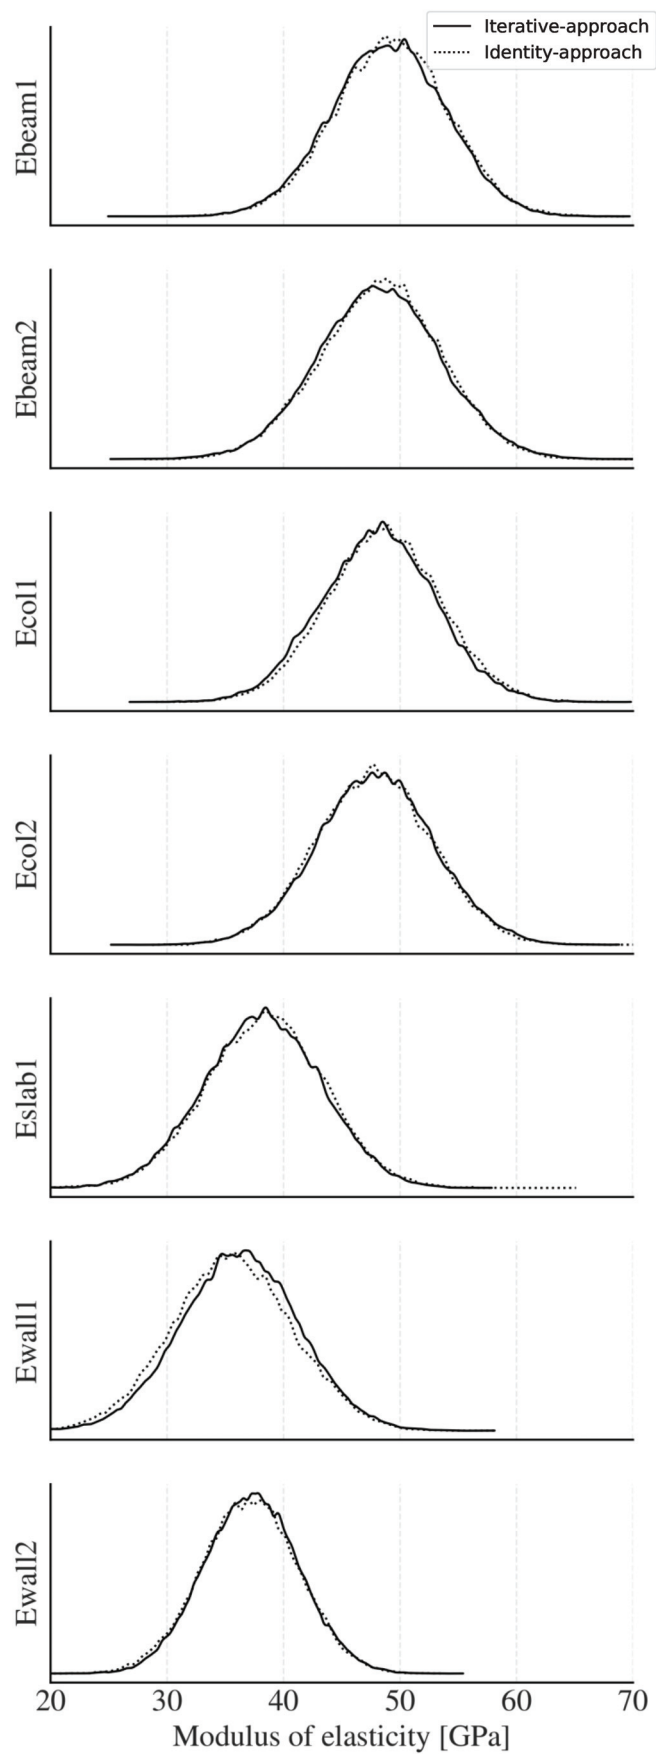 Iterative-approach
Identity-approach
Ebeam1
Ebeam2
Ecol1
Ecol2
Eslab1
Ewall1
Ewall2
20 30 40 50 60 70
Modulus of elasticity [GPa]